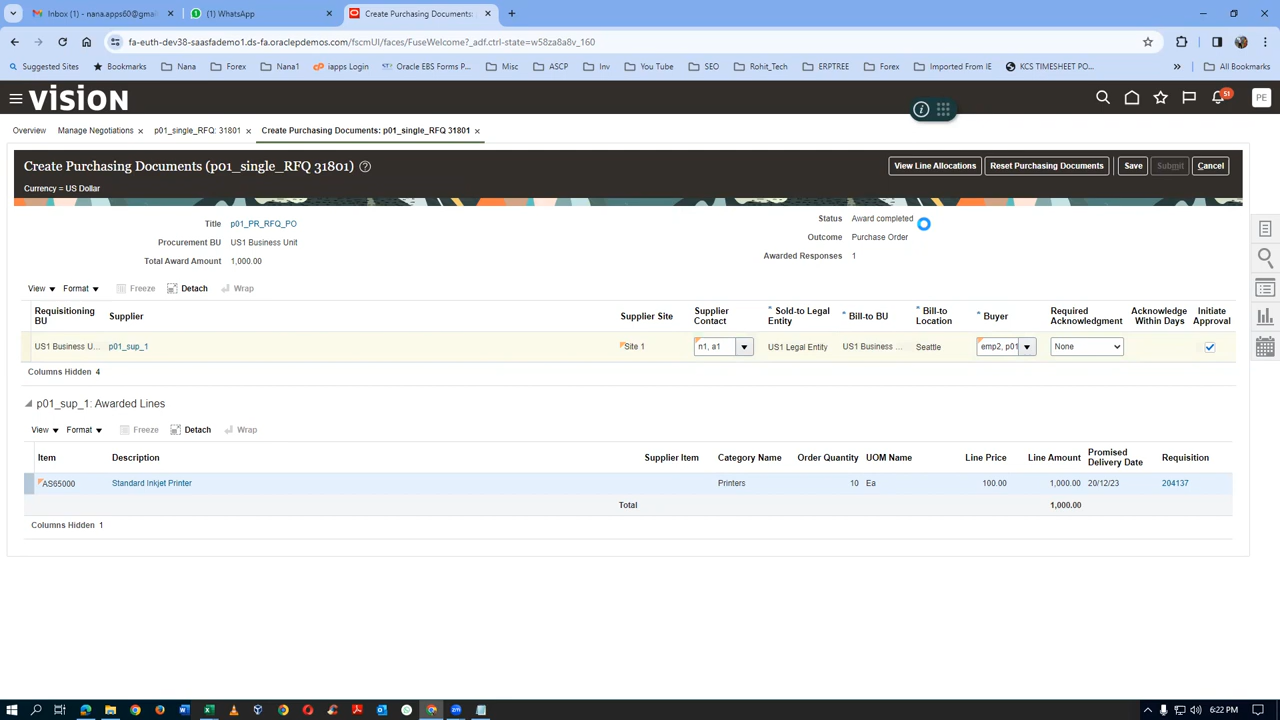 Inbox (1) - nana.apps60@gma
WhatsApp
Create Purchasing Documents:
fa-euth-dev38-saasfademo1.ds-fa.oraclepdemos.com/fscmUI/faces/FuseWelcome?_adf.ctrl-state=w58za8a8v_160
Suggested Sites
Bookmarks
Nana
Forex
Nana1
iapps Login
Oracle EBS Forms P...
Misc
ASCP
Inv
You Tube
SEO
Rohit_Tech
ERPTREE
Forex
Imported From IE
KCS TIMESHEET PO...
»
All Bookmarks
VISION
51
PE
Overview
Manage Negotiations
p01_single_RFQ: 31801
Create Purchasing Documents: p01_single_RFQ 31801
Create Purchasing Documents (p01_single_RFQ 31801)
View Line Allocations
Reset Purchasing Documents
Save
Submit
Cancel
Currency = US Dollar
Title p01_PR_RFQ_PO
Procurement BU US1 Business Unit
Total Award Amount 1,000.00
Status Award completed
Outcome Purchase Order
Awarded Responses 1
View Format Freeze Detach Wrap
Requisitioning BU
Supplier
Supplier Site
Supplier Contact
* Sold-to Legal Entity
* Bill-to BU
* Bill-to Location
* Buyer
Required Acknowledgment
Acknowledge Within Days
Initiate Approval
US1 Business U... p01_sup_1 Site 1 n1, a1 US1 Legal Entity US1 Business ... Seattle emp2, p01 None
Columns Hidden 4
p01_sup_1: Awarded Lines
View Format Freeze Detach Wrap
Item
Description
Supplier Item
Category Name
Order Quantity
UOM Name
Line Price
Line Amount
Promised Delivery Date
Requisition
AS65000 Standard Inkjet Printer Printers 10 Ea 100.00 1,000.00 20/12/23 204137
Total 1,000.00
Columns Hidden 1
6:22 PM